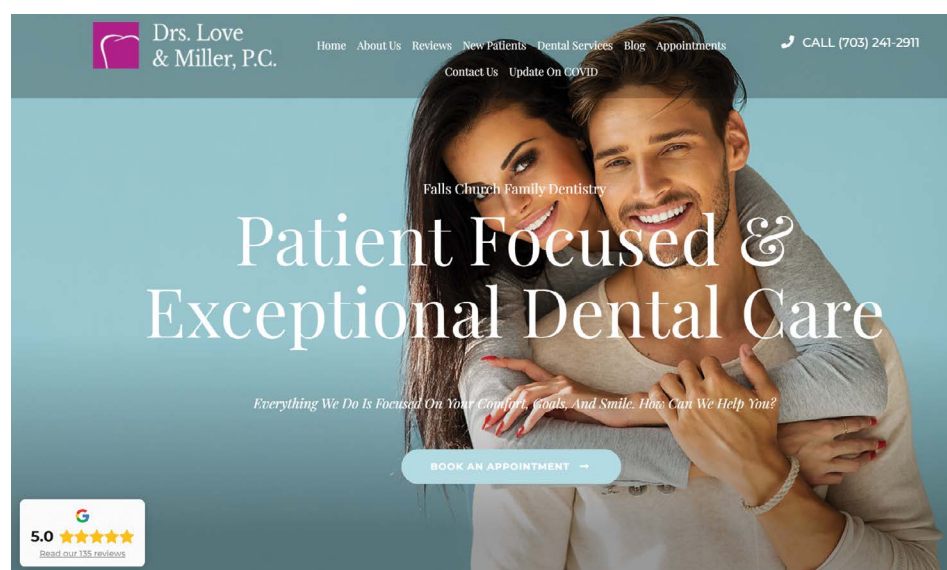 Drs. Love
& Miller, P.C.
Home About Us Reviews New Patients Dental Services Blog Appointments
Contact Us Update On COVID
CALL (703) 241-2911
Falls Church Family Dentistry
Patient Focused &
Exceptional Dental Care
Everything We Do Is Focused On Your Comfort, Goals, And Smile. How Can We Help You?
BOOK AN APPOINTMENT →
G
5.0 ★★★★★
Read our 135 reviews